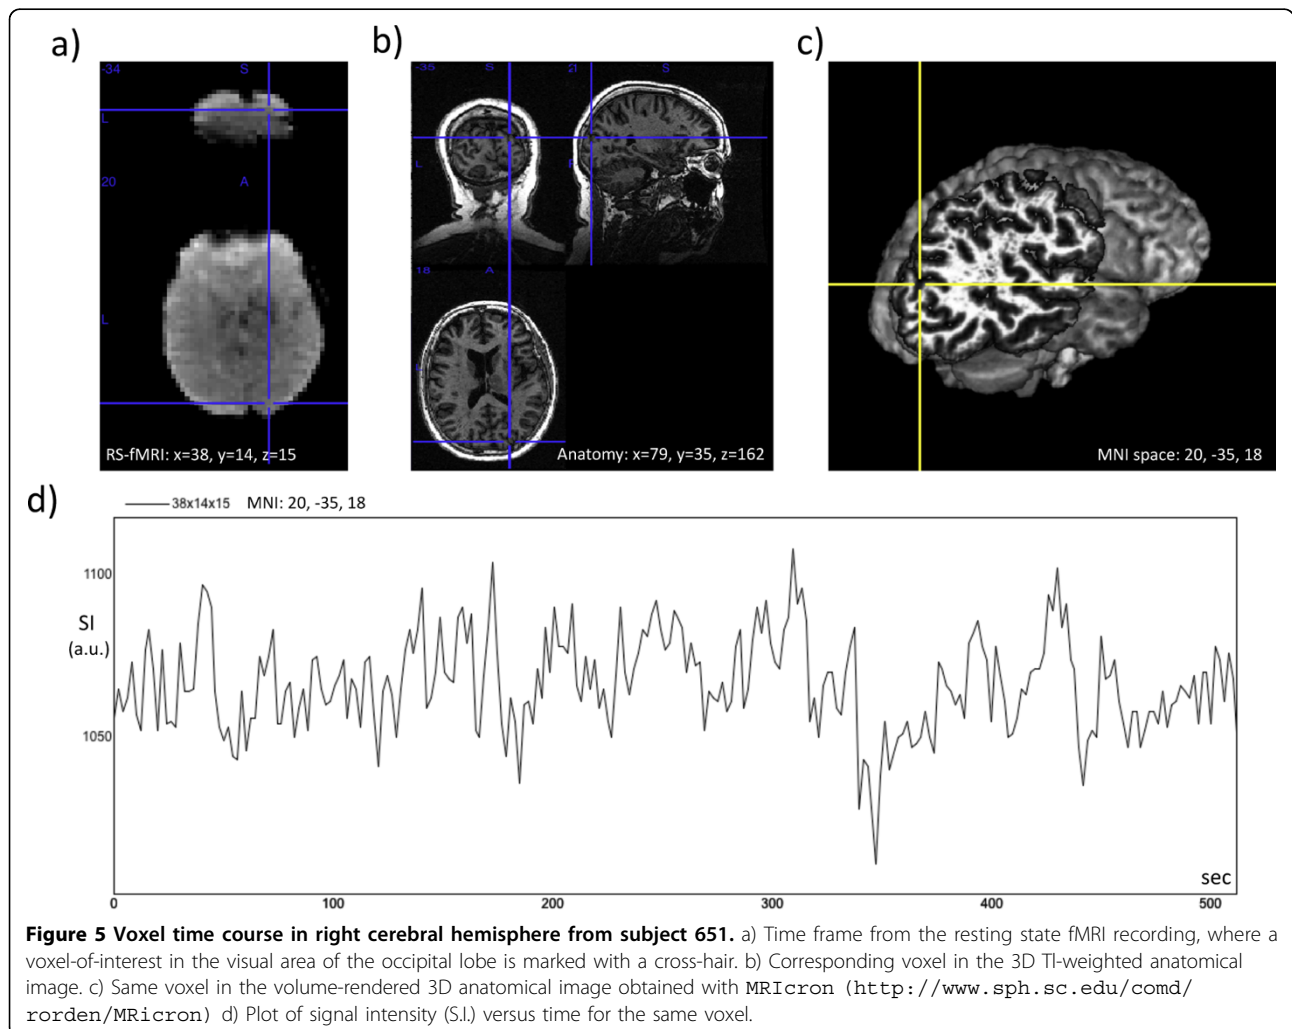 a)
b)
c)
-34
S
L
20
A
L
RS-fMRI: x=38, y=14, z=15
-35
S
21
S
L
P
18
A
Anatomy: x=79, y=35, z=162
MNI space: 20, -35, 18
d)
38x14x15 MNI: 20, -35, 18
1100
SI
(a.u.)
1050
sec
0 100 200 300 400 500
Figure 5 Voxel time course in right cerebral hemisphere from subject 651. a) Time frame from the resting state fMRI recording, where a
voxel-of-interest in the visual area of the occipital lobe is marked with a cross-hair. b) Corresponding voxel in the 3D Tl-weighted anatomical
image. c) Same voxel in the volume-rendered 3D anatomical image obtained with MRIcron (http://www.sph.sc.edu/comd/
rorden/MRicron) d) Plot of signal intensity (S.I.) versus time for the same voxel.